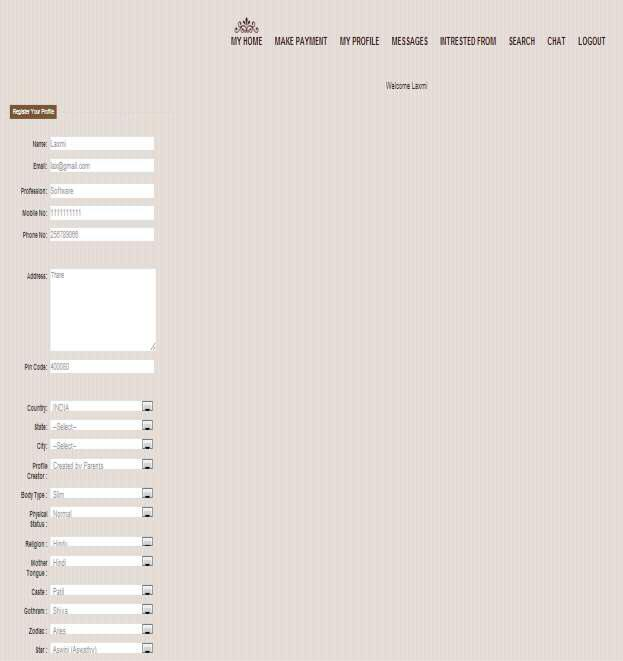 MY HOME MAKE PAYMENT MY PROFILE MESSAGES INTRESTED FROM SEARCH CHAT LOGOUT
Welcome Laxmi
Register Your Profile
Name: Laxmi
Email: lax@gmail.com
Profession: Software
Mobile No: 1111111111
Phone No: 256789066
Address: Thane
Pin Code: 400080
Country: INDIA
State: --Select--
City: --Select--
Profile Creator : Created by Parents
Body Type : Slim
Physical Status : Normal
Religion : Hindu
Mother Tongue : Hindi
Caste : Patil
Gothram : Shiva
Zodiac : Aries
Star : Aswini (Aswathy)